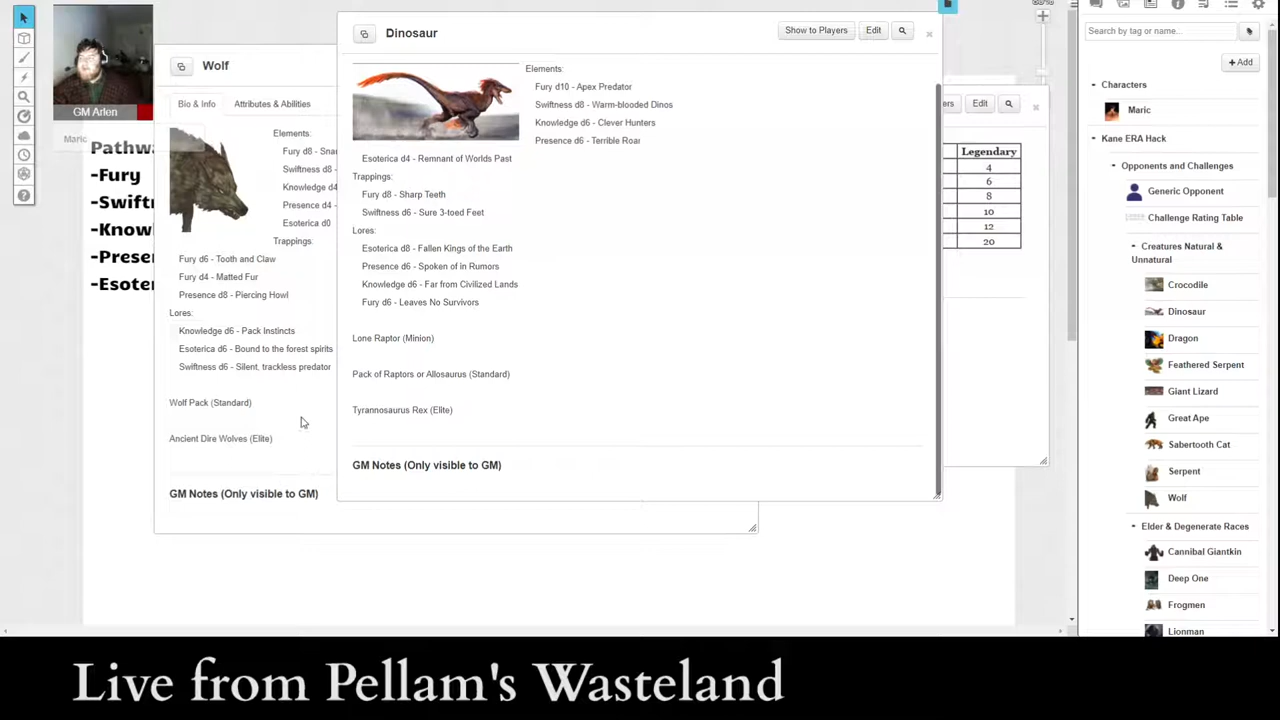 GM Arlen
Maric
Pathwa
-Fury
-Swiftn
-Know
-Presen
-Esoter
Wolf
Bio & Info
Attributes & Abilities
Elements:
Fury d8 - Snar
Swiftness d8 -
Knowledge d4
Presence d4 -
Esoterica d0
Trappings:
Fury d6 - Tooth and Claw
Fury d4 - Matted Fur
Presence d8 - Piercing Howl
Lores:
Knowledge d6 - Pack Instincts
Esoterica d6 - Bound to the forest spirits
Swiftness d6 - Silent, trackless predator
Wolf Pack (Standard)
Ancient Dire Wolves (Elite)
GM Notes (Only visible to GM)
Dinosaur
Show to Players
Edit
Elements:
Fury d10 - Apex Predator
Swiftness d8 - Warm-blooded Dinos
Knowledge d6 - Clever Hunters
Presence d6 - Terrible Roar
Esoterica d4 - Remnant of Worlds Past
Trappings:
Fury d8 - Sharp Teeth
Swiftness d6 - Sure 3-toed Feet
Lores:
Esoterica d8 - Fallen Kings of the Earth
Presence d6 - Spoken of in Rumors
Knowledge d6 - Far from Civilized Lands
Fury d6 - Leaves No Survivors
Lone Raptor (Minion)
Pack of Raptors or Allosaurus (Standard)
Tyrannosaurus Rex (Elite)
GM Notes (Only visible to GM)
ers
Edit
Legendary
4
6
8
10
12
20
Search by tag or name...
+ Add
Characters
Maric
Kane ERA Hack
Opponents and Challenges
Generic Opponent
Challenge Rating Table
Creatures Natural &
Unnatural
Crocodile
Dinosaur
Dragon
Feathered Serpent
Giant Lizard
Great Ape
Sabertooth Cat
Serpent
Wolf
Elder & Degenerate Races
Cannibal Giantkin
Deep One
Frogmen
Lionman
Live from Pellam's Wasteland